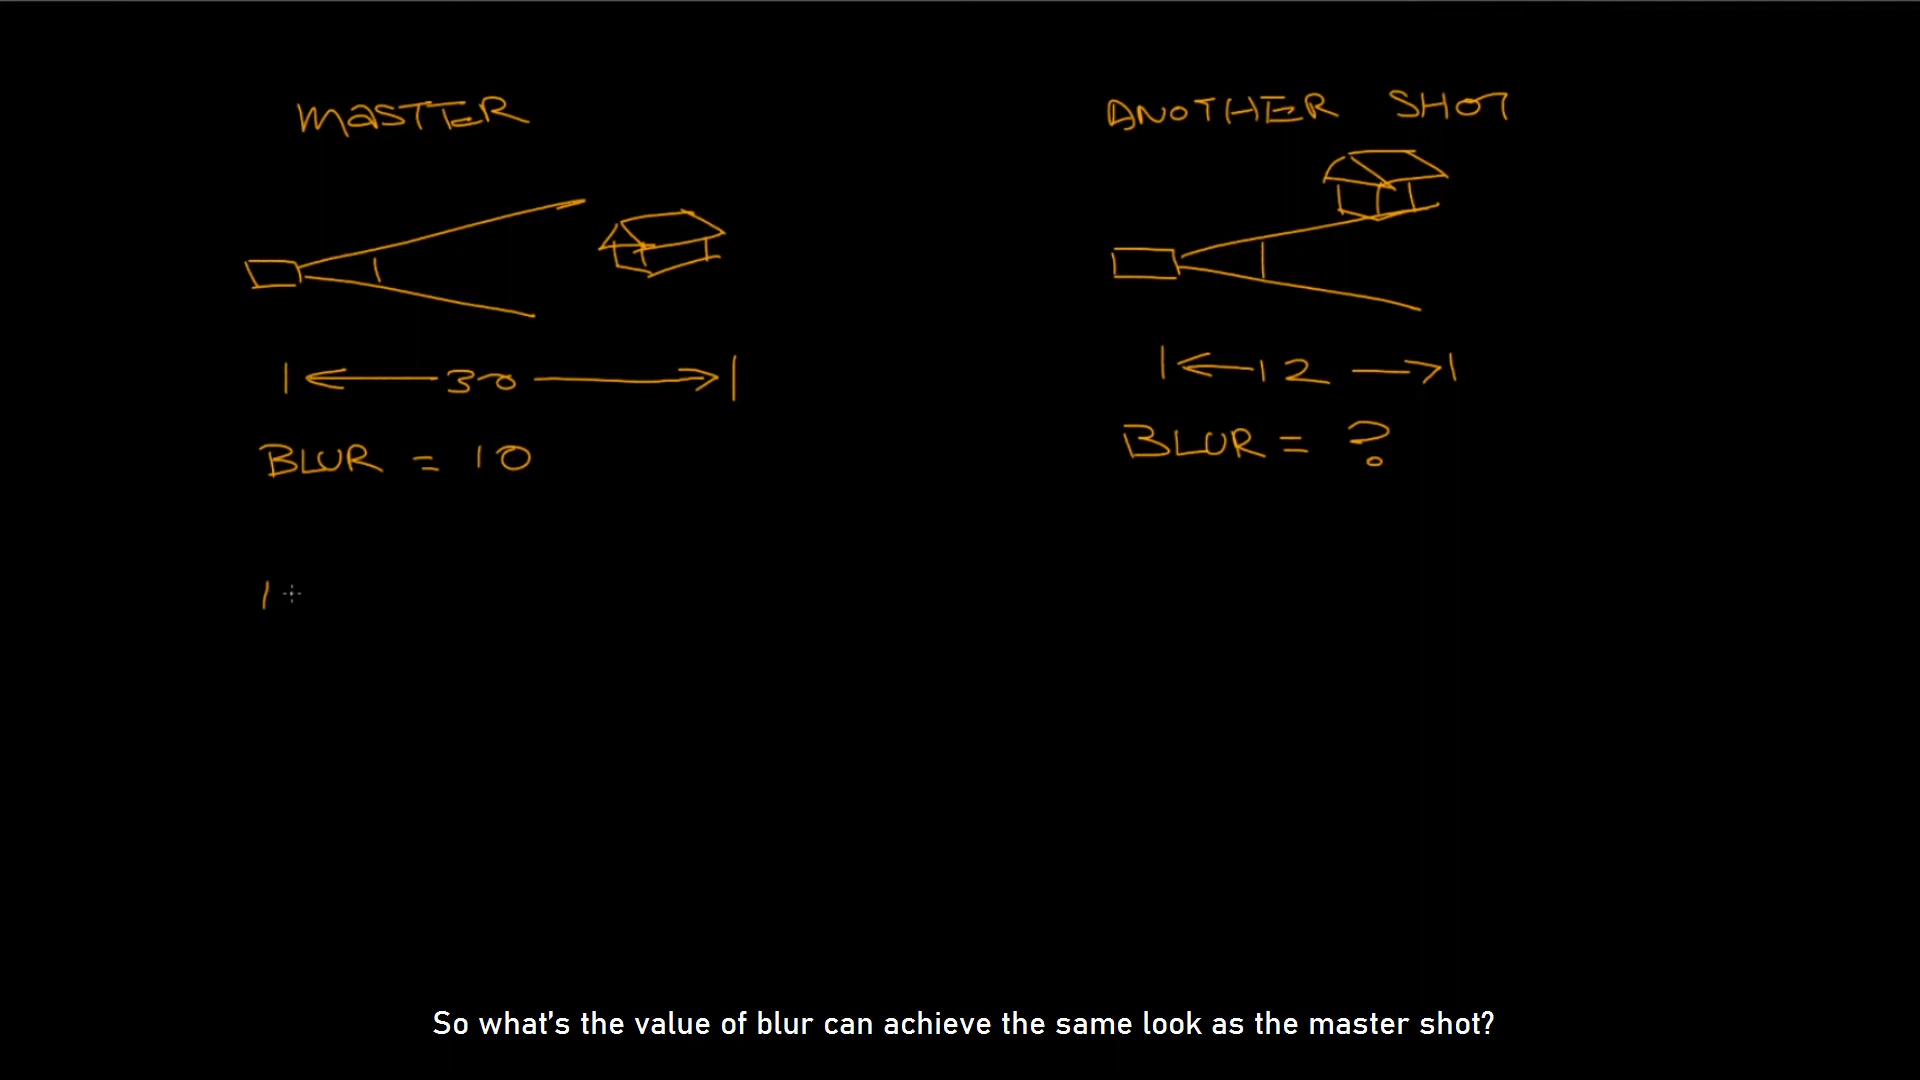 MASTER
30
BLUR = 10
1
ANOTHER SHOT
12
BLUR = ?
So what's the value of blur can achieve the same look as the master shot?